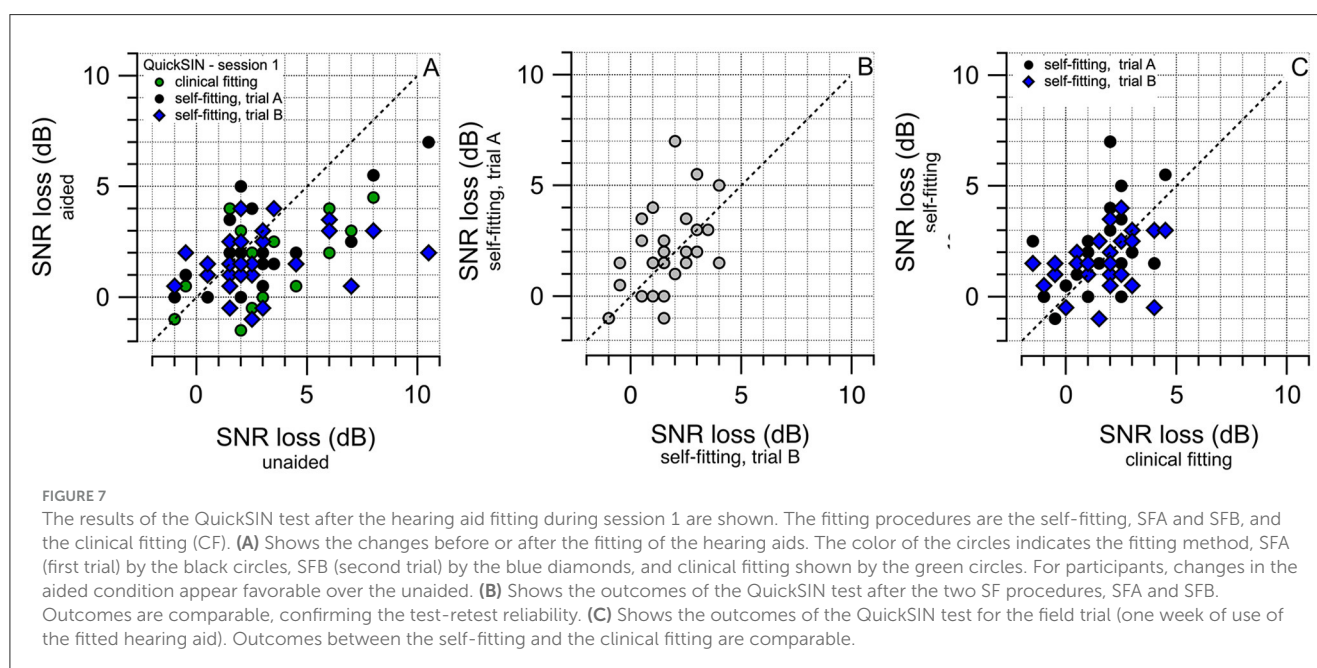 QuickSIN - session 1
clinical fitting
self-fitting, trial A
self-fitting, trial B
A
10
5
0
SNR loss (dB)
aided
0
5
10
SNR loss (dB)
unaided
B
10
5
0
SNR loss (dB)
self-fitting, trial A
0
5
10
SNR loss (dB)
self-fitting, trial B
self-fitting, trial A
self-fitting, trial B
C
10
5
0
SNR loss (dB)
self-fitting
0
5
10
SNR loss (dB)
clinical fitting
FIGURE 7
The results of the QuickSIN test after the hearing aid fitting during session 1 are shown. The fitting procedures are the self-fitting, SFA and SFB, and
the clinical fitting (CF). (A) Shows the changes before or after the fitting of the hearing aids. The color of the circles indicates the fitting method, SFA
(first trial) by the black circles, SFB (second trial) by the blue diamonds, and clinical fitting shown by the green circles. For participants, changes in the
aided condition appear favorable over the unaided. (B) Shows the outcomes of the QuickSIN test after the two SF procedures, SFA and SFB.
Outcomes are comparable, confirming the test-retest reliability. (C) Shows the outcomes of the QuickSIN test for the field trial (one week of use of
the fitted hearing aid). Outcomes between the self-fitting and the clinical fitting are comparable.